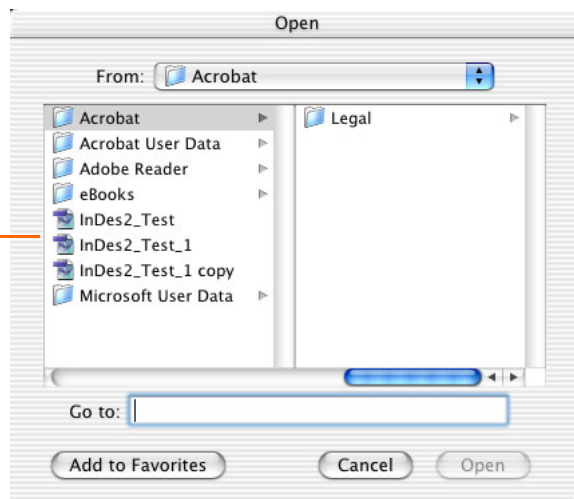 Open
From: Acrobat
Acrobat
Acrobat User Data
Adobe Reader
eBooks
InDes2_Test
InDes2_Test_1
InDes2_Test_1 copy
Microsoft User Data
Legal
Go to:
Add to Favorites Cancel Open